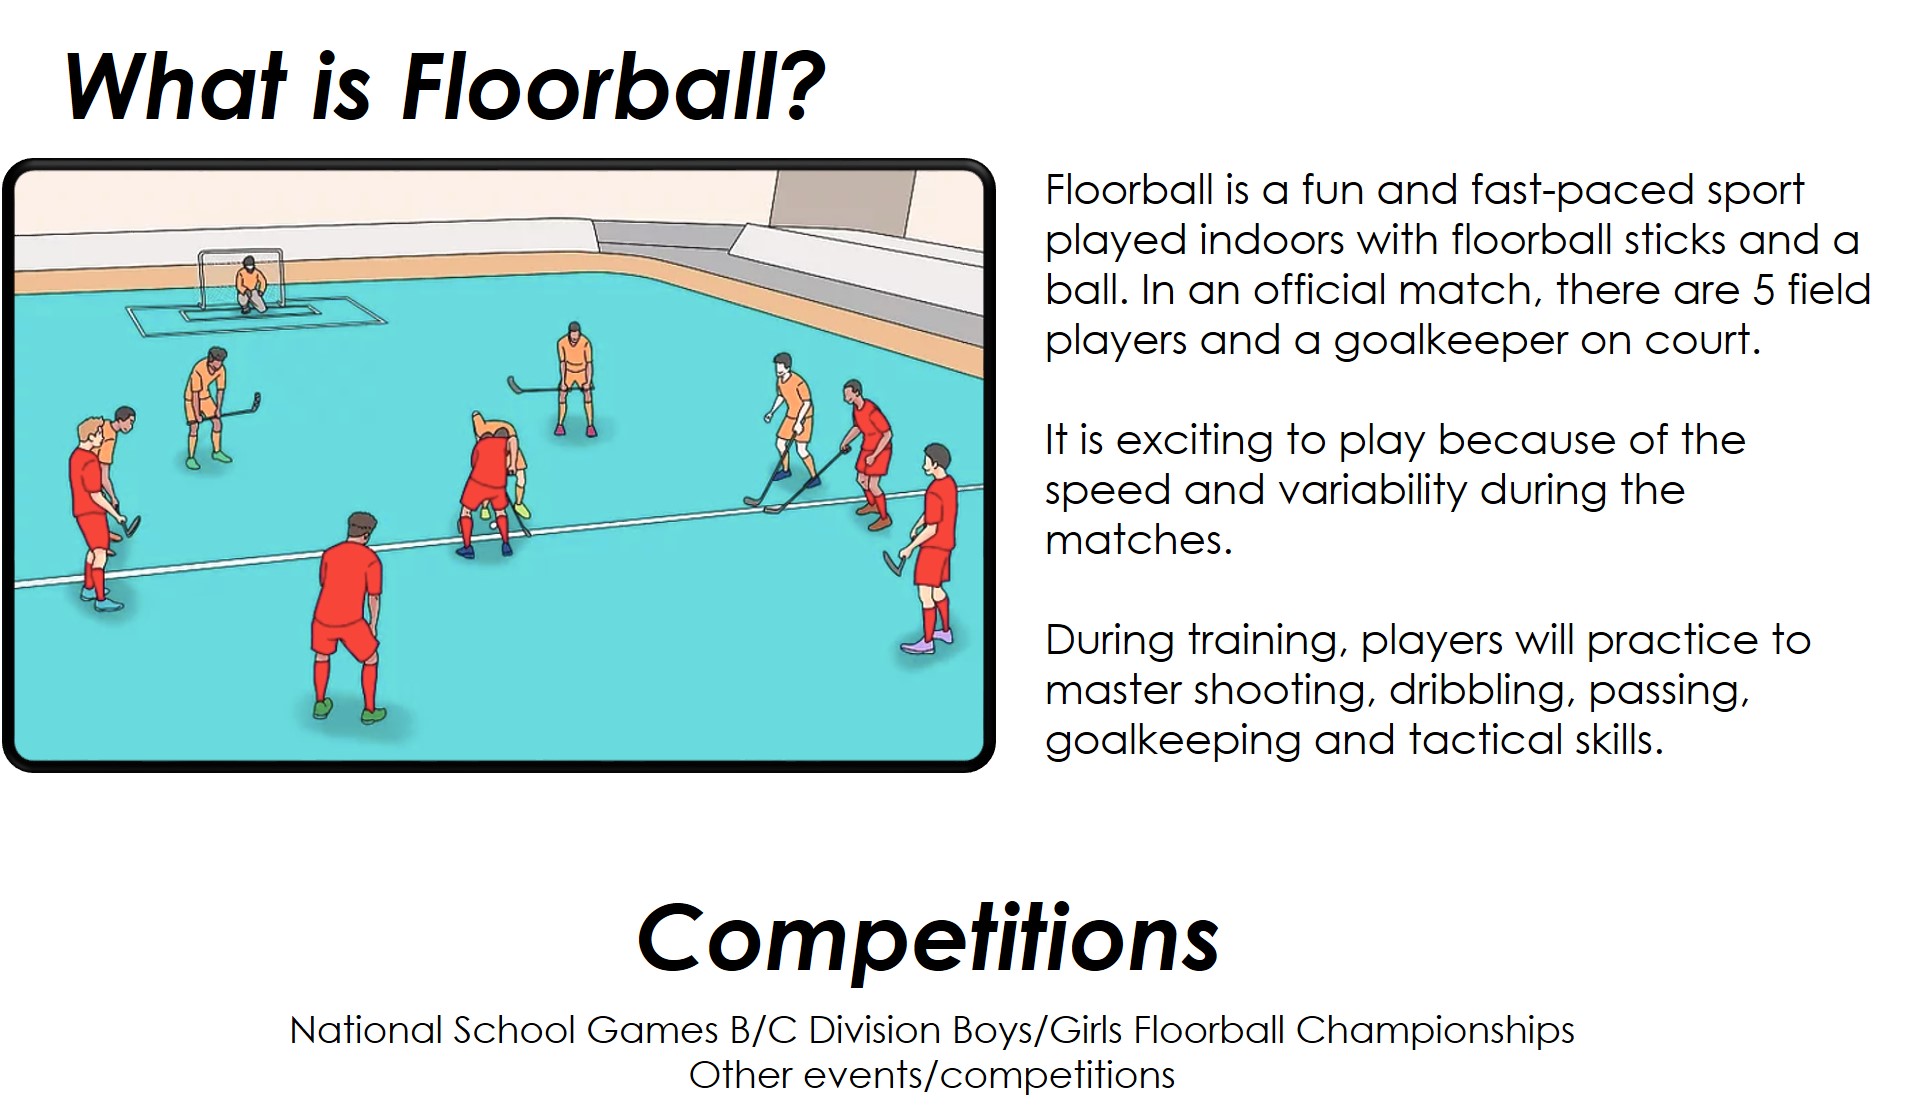 What is Floorball?
Floorball is a fun and fast-paced sport
played indoors with floorball sticks and a
ball. In an official match, there are 5 field
players and a goalkeeper on court.
It is exciting to play because of the
speed and variability during the
matches.
During training, players will practice to
master shooting, dribbling, passing,
goalkeeping and tactical skills.
Competitions
National School Games B/C Division Boys/Girls Floorball Championships
Other events/competitions